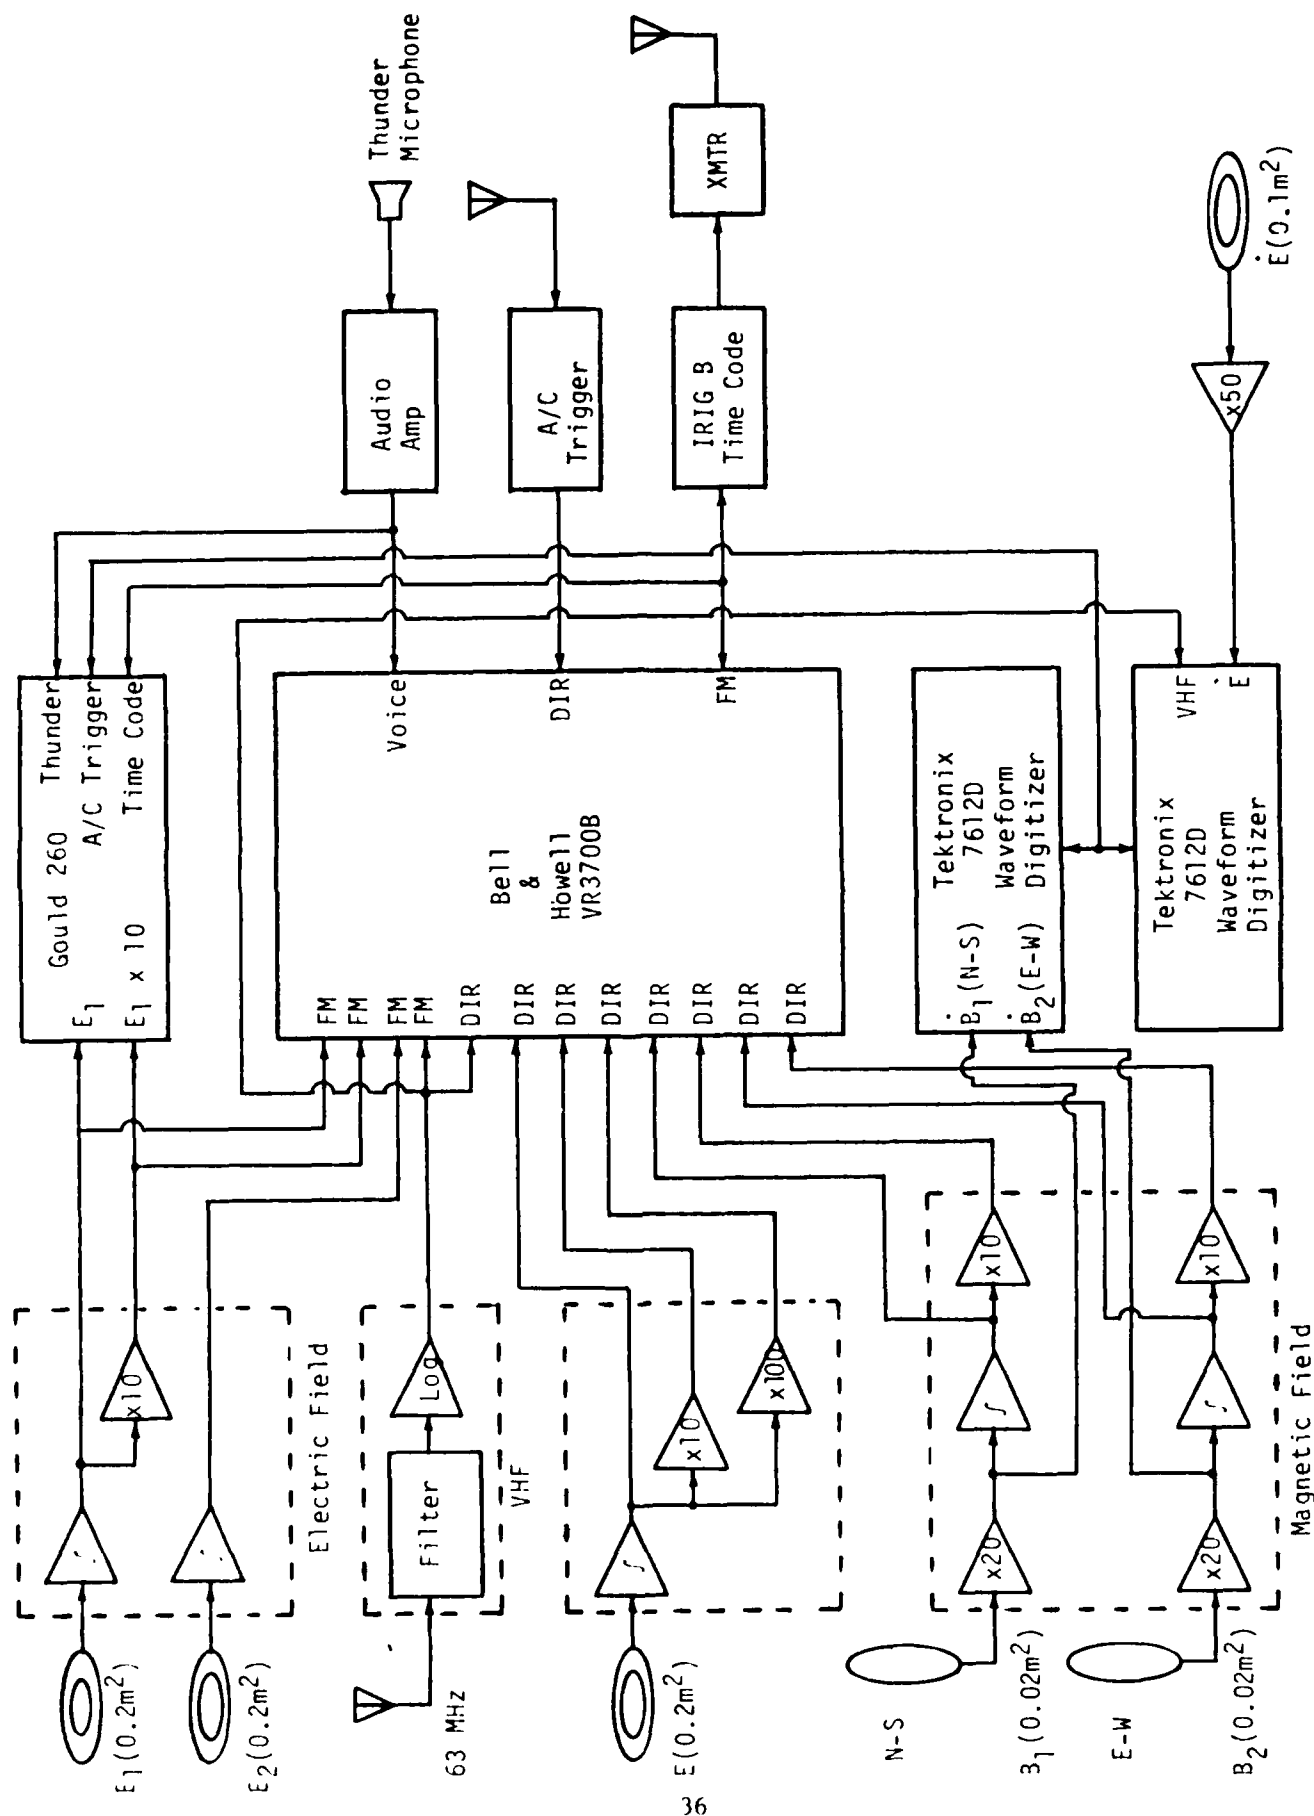 E1(0.2m2)
E2(0.2m2)
x10
Electric Field
E1
E1 x 10
Gould 260
Thunder
A/C Trigger
Time Code
Thunder
Microphone
Audio
Amp
63 MHz
Filter
Log
VHF
FM
FM
FM
FM
DIR
DIR
DIR
DIR
DIR
DIR
DIR
DIR
Bell
&
Howell
VR3700B
Voice
DIR
FM
A/C
Trigger
IRIG B
Time Code
XMTR
E(0.2m2)
∫
x10
x100
N-S
B1(0.02m2)
x20
∫
x10
E-W
B2(0.02m2)
x20
∫
x10
Magnetic Field
Ḃ1(N-S)
Ḃ2(E-W)
Tektronix
7612D
Waveform
Digitizer
Tektronix
7612D
Waveform
Digitizer
VHF
Ė
x50
Ė(0.1m2)
36